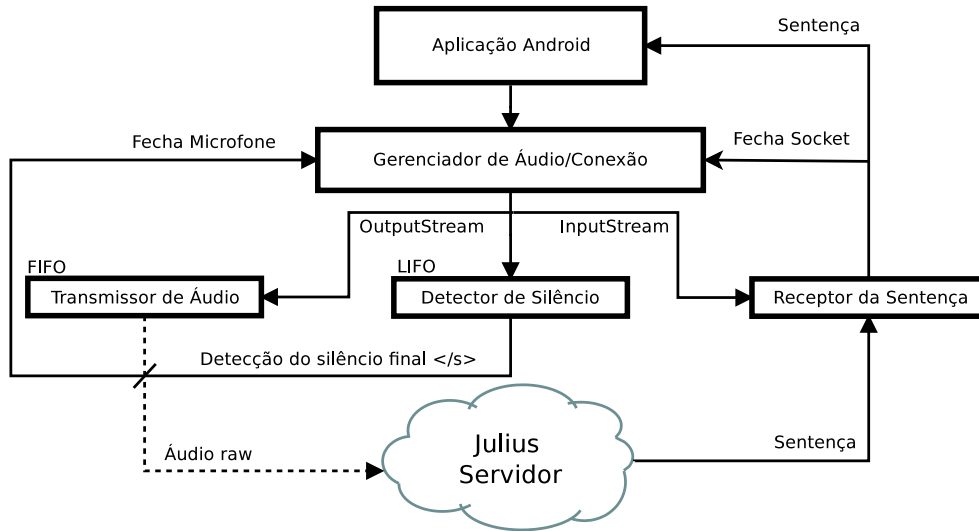 Sentença
Aplicação Android
Fecha Microfone
Fecha Socket
Gerenciador de Áudio/Conexão
OutputStream
InputStream
FIFO
LIFO
Transmissor de Áudio
Detector de Silêncio
Receptor da Sentença
Detecção do silêncio final </s>
Julius
Servidor
Áudio raw
Sentença